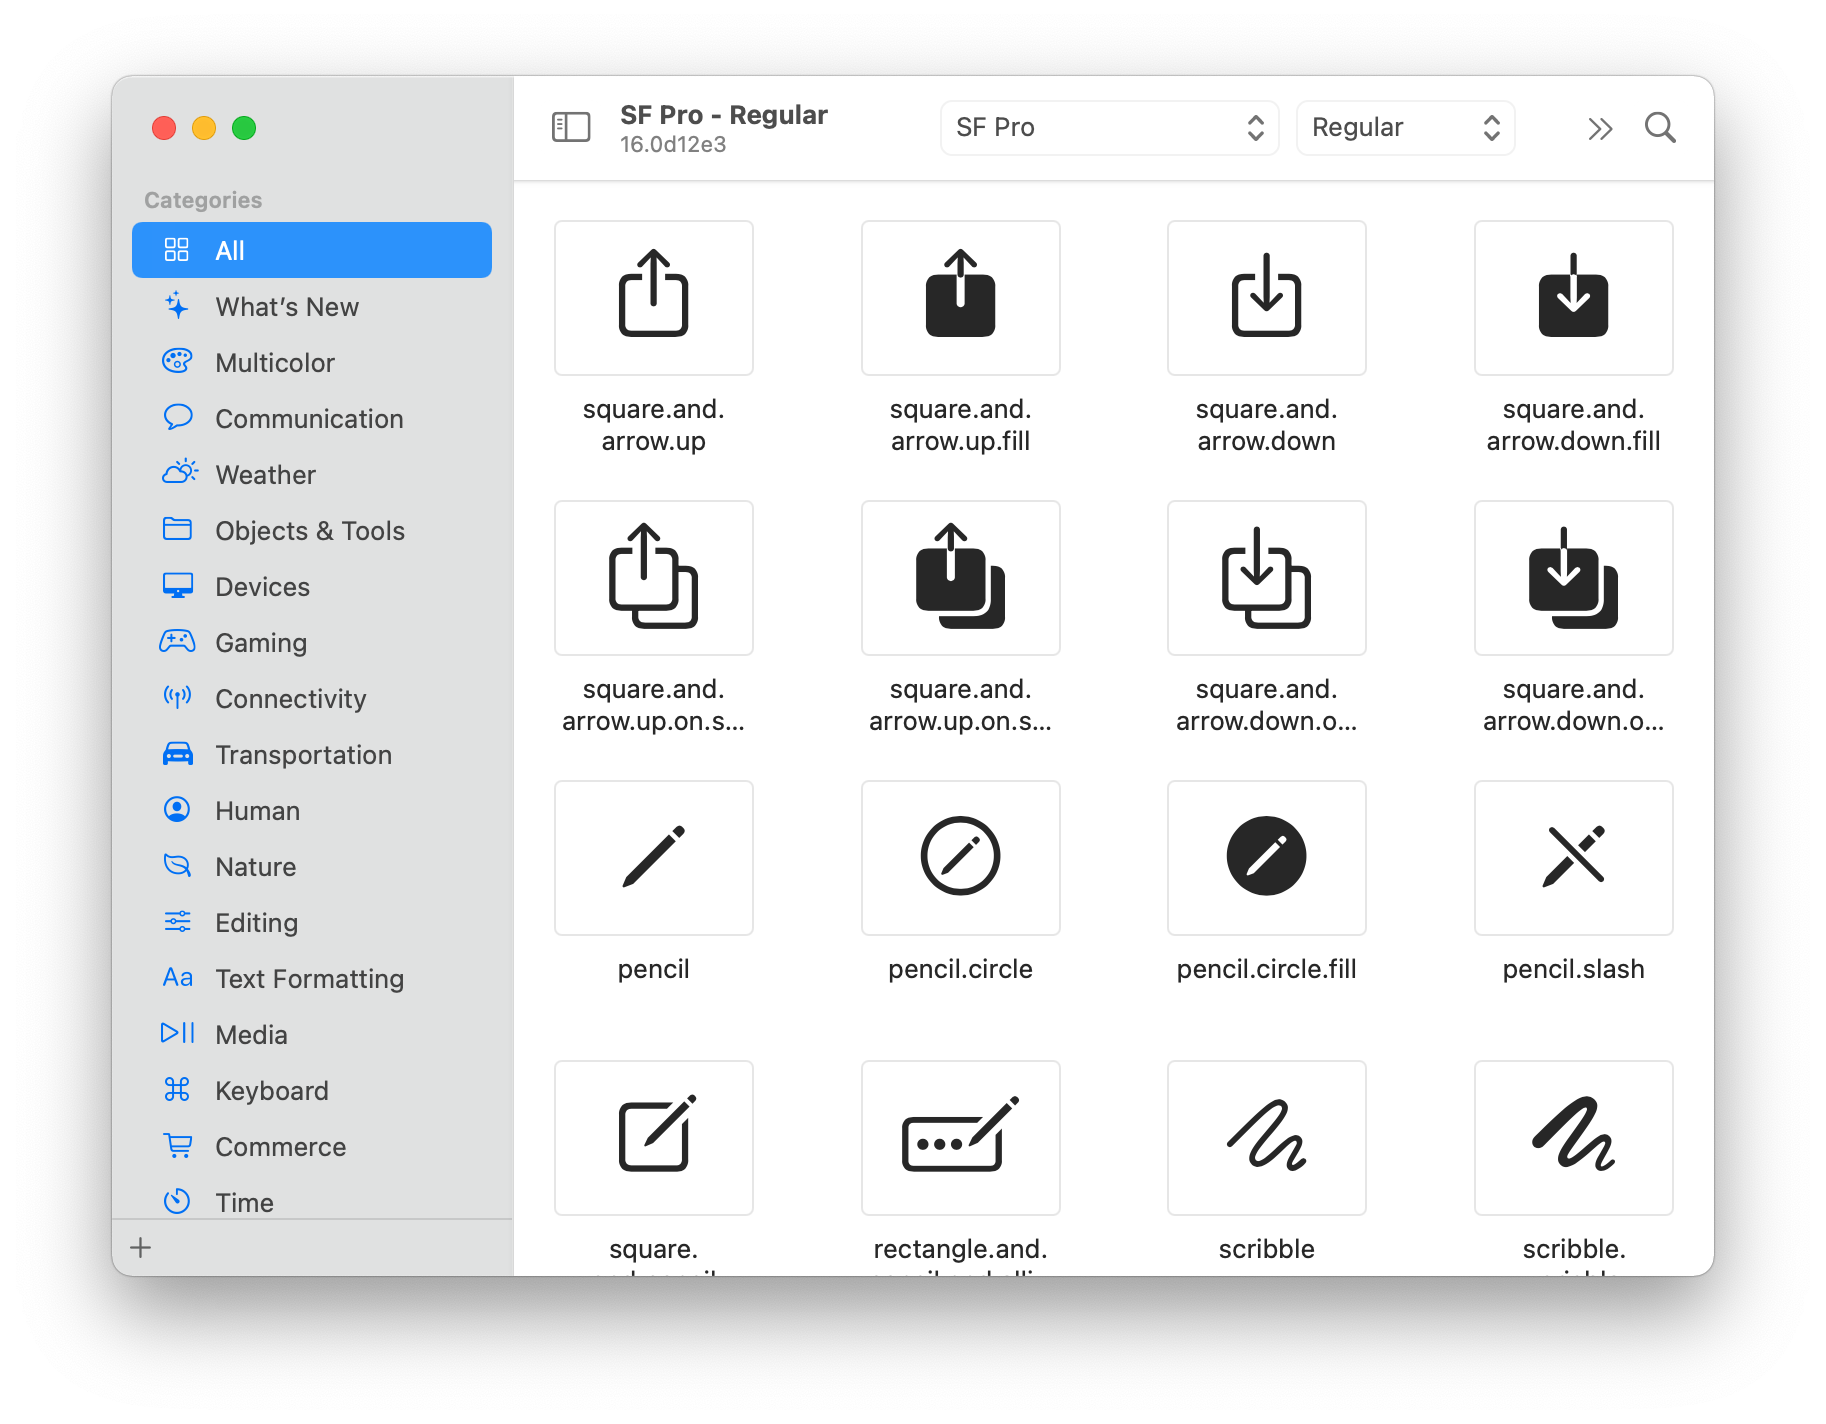 SF Pro - Regular
16.0d12e3
SF Pro
Regular
Categories
All
What's New
Multicolor
Communication
Weather
Objects & Tools
Devices
Gaming
Connectivity
Transportation
Human
Nature
Editing
Aa Text Formatting
Media
Keyboard
Commerce
Time
square.and.
arrow.up
square.and.
arrow.up.fill
square.and.
arrow.down
square.and.
arrow.down.fill
square.and.
arrow.up.on.s...
square.and.
arrow.up.on.s...
square.and.
arrow.down.o...
square.and.
arrow.down.o...
pencil
pencil.circle
pencil.circle.fill
pencil.slash
square.
rectangle.and.
scribble
scribble.